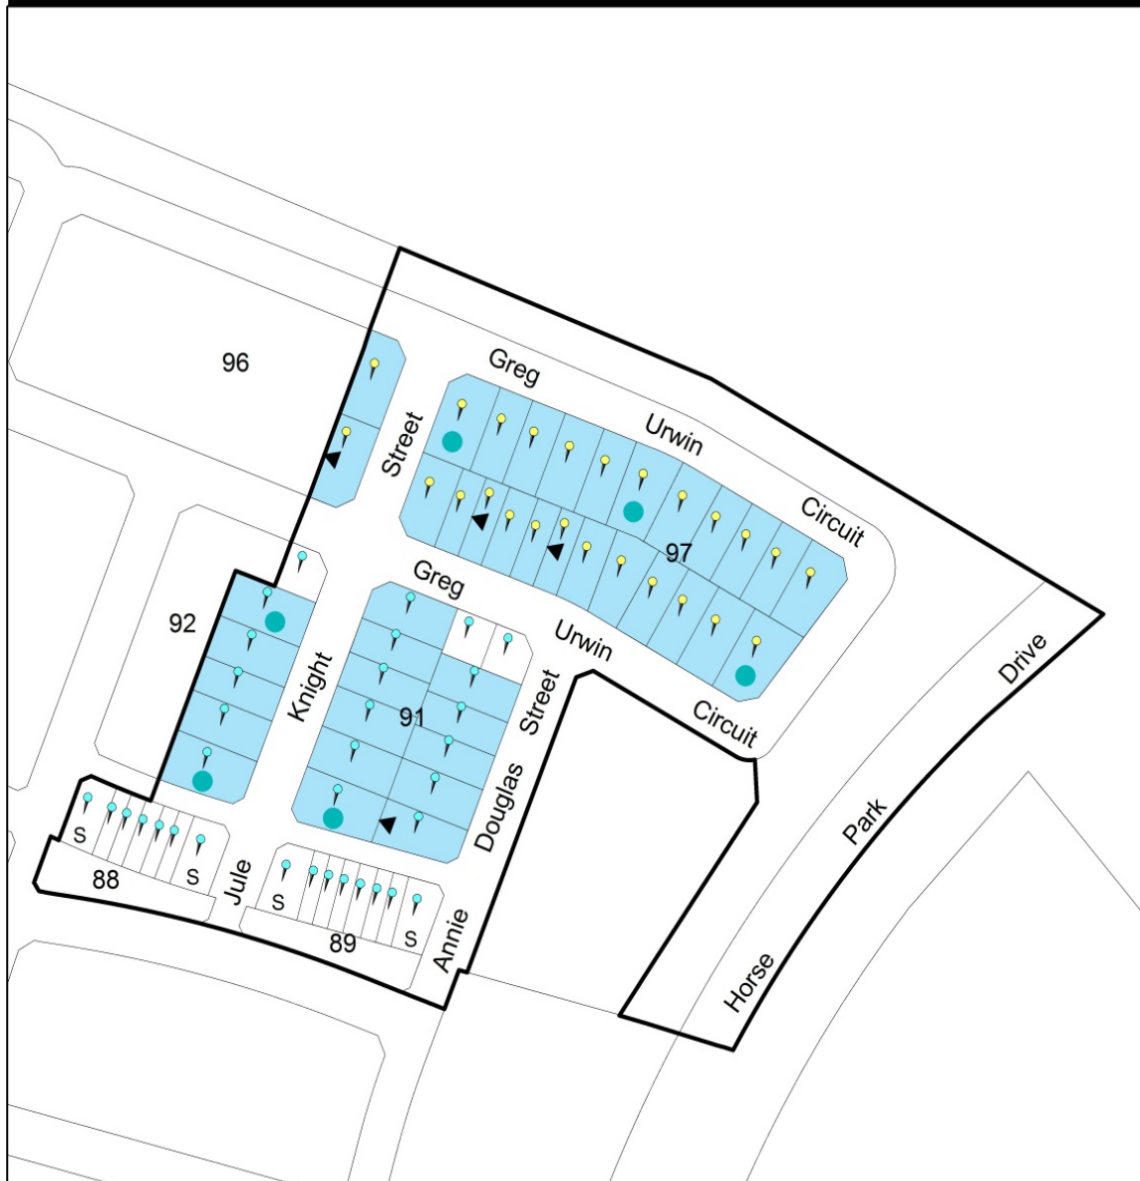 Greg
96
Urwin
Street
Circuit
97
Greg
92
Urwin
Drive
Knight
Street
91
Circuit
Douglas
Park
S
S
88
Jule
S
S
89
Annie
Horse